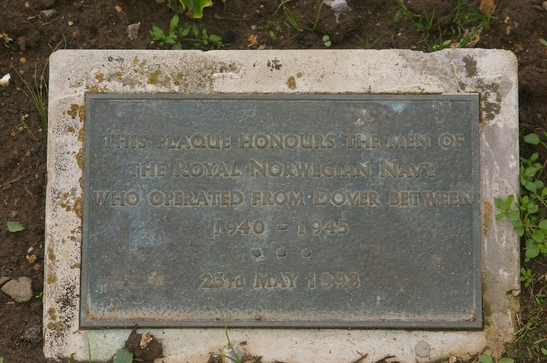 THIS PLAQUE HONOURS THE MEN OF
THE ROYAL NORWEGIAN NAVY
WHO OPERATED FROM DOVER BETWEEN
1940 - 1945
• • •
23RD MAY 1998